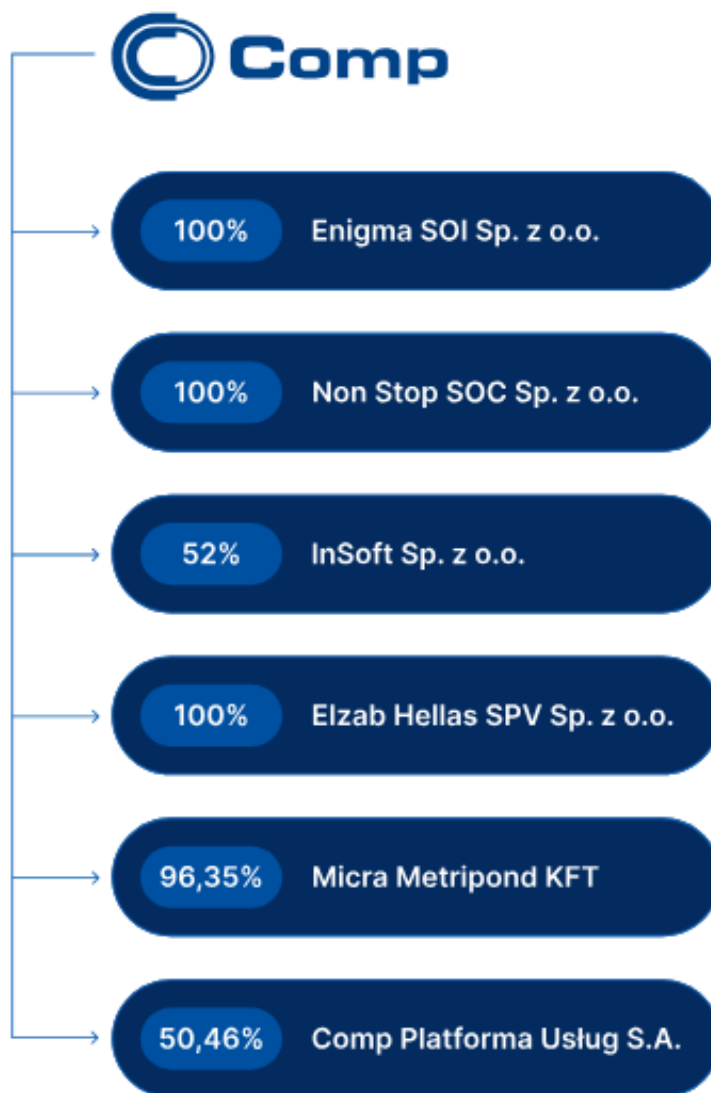 Comp
100% Enigma SOI Sp. z o.o.
100% Non Stop SOC Sp. z o.o.
52% InSoft Sp. z o.o.
100% Elzab Hellas SPV Sp. z o.o.
96,35% Micra Metripond KFT
50,46% Comp Platforma Usług S.A.